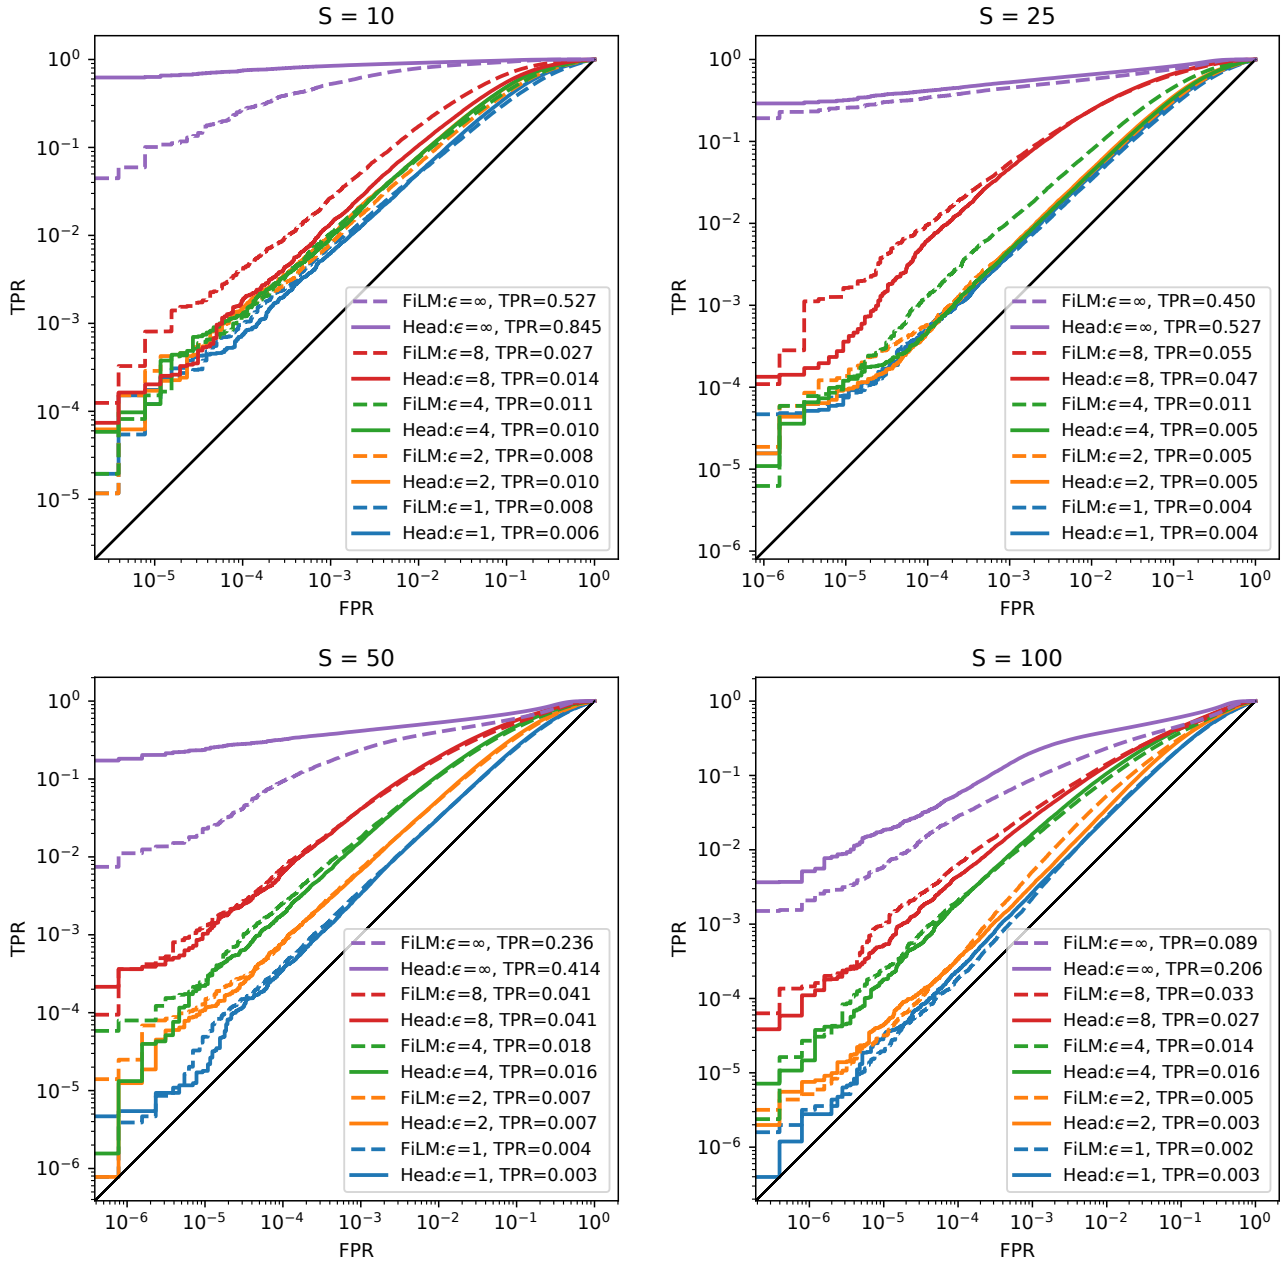 S = 10
10⁰
10⁻¹
10⁻²
10⁻³
10⁻⁴
10⁻⁵
TPR
FiLM:ϵ=∞, TPR=0.527
Head:ϵ=∞, TPR=0.845
FiLM:ϵ=8, TPR=0.027
Head:ϵ=8, TPR=0.014
FiLM:ϵ=4, TPR=0.011
Head:ϵ=4, TPR=0.010
FiLM:ϵ=2, TPR=0.008
Head:ϵ=2, TPR=0.010
FiLM:ϵ=1, TPR=0.008
Head:ϵ=1, TPR=0.006
10⁻⁵ 10⁻⁴ 10⁻³ 10⁻² 10⁻¹ 10⁰
FPR
S = 25
10⁰
10⁻¹
10⁻²
10⁻³
10⁻⁴
10⁻⁵
10⁻⁶
TPR
FiLM:ϵ=∞, TPR=0.450
Head:ϵ=∞, TPR=0.527
FiLM:ϵ=8, TPR=0.055
Head:ϵ=8, TPR=0.047
FiLM:ϵ=4, TPR=0.011
Head:ϵ=4, TPR=0.005
FiLM:ϵ=2, TPR=0.005
Head:ϵ=2, TPR=0.005
FiLM:ϵ=1, TPR=0.004
Head:ϵ=1, TPR=0.004
10⁻⁶ 10⁻⁵ 10⁻⁴ 10⁻³ 10⁻² 10⁻¹ 10⁰
FPR
S = 50
10⁰
10⁻¹
10⁻²
10⁻³
10⁻⁴
10⁻⁵
10⁻⁶
TPR
FiLM:ϵ=∞, TPR=0.236
Head:ϵ=∞, TPR=0.414
FiLM:ϵ=8, TPR=0.041
Head:ϵ=8, TPR=0.041
FiLM:ϵ=4, TPR=0.018
Head:ϵ=4, TPR=0.016
FiLM:ϵ=2, TPR=0.007
Head:ϵ=2, TPR=0.007
FiLM:ϵ=1, TPR=0.004
Head:ϵ=1, TPR=0.003
10⁻⁶ 10⁻⁵ 10⁻⁴ 10⁻³ 10⁻² 10⁻¹ 10⁰
FPR
S = 100
10⁰
10⁻¹
10⁻²
10⁻³
10⁻⁴
10⁻⁵
10⁻⁶
TPR
FiLM:ϵ=∞, TPR=0.089
Head:ϵ=∞, TPR=0.206
FiLM:ϵ=8, TPR=0.033
Head:ϵ=8, TPR=0.027
FiLM:ϵ=4, TPR=0.014
Head:ϵ=4, TPR=0.016
FiLM:ϵ=2, TPR=0.005
Head:ϵ=2, TPR=0.003
FiLM:ϵ=1, TPR=0.002
Head:ϵ=1, TPR=0.003
10⁻⁶ 10⁻⁵ 10⁻⁴ 10⁻³ 10⁻² 10⁻¹ 10⁰
FPR